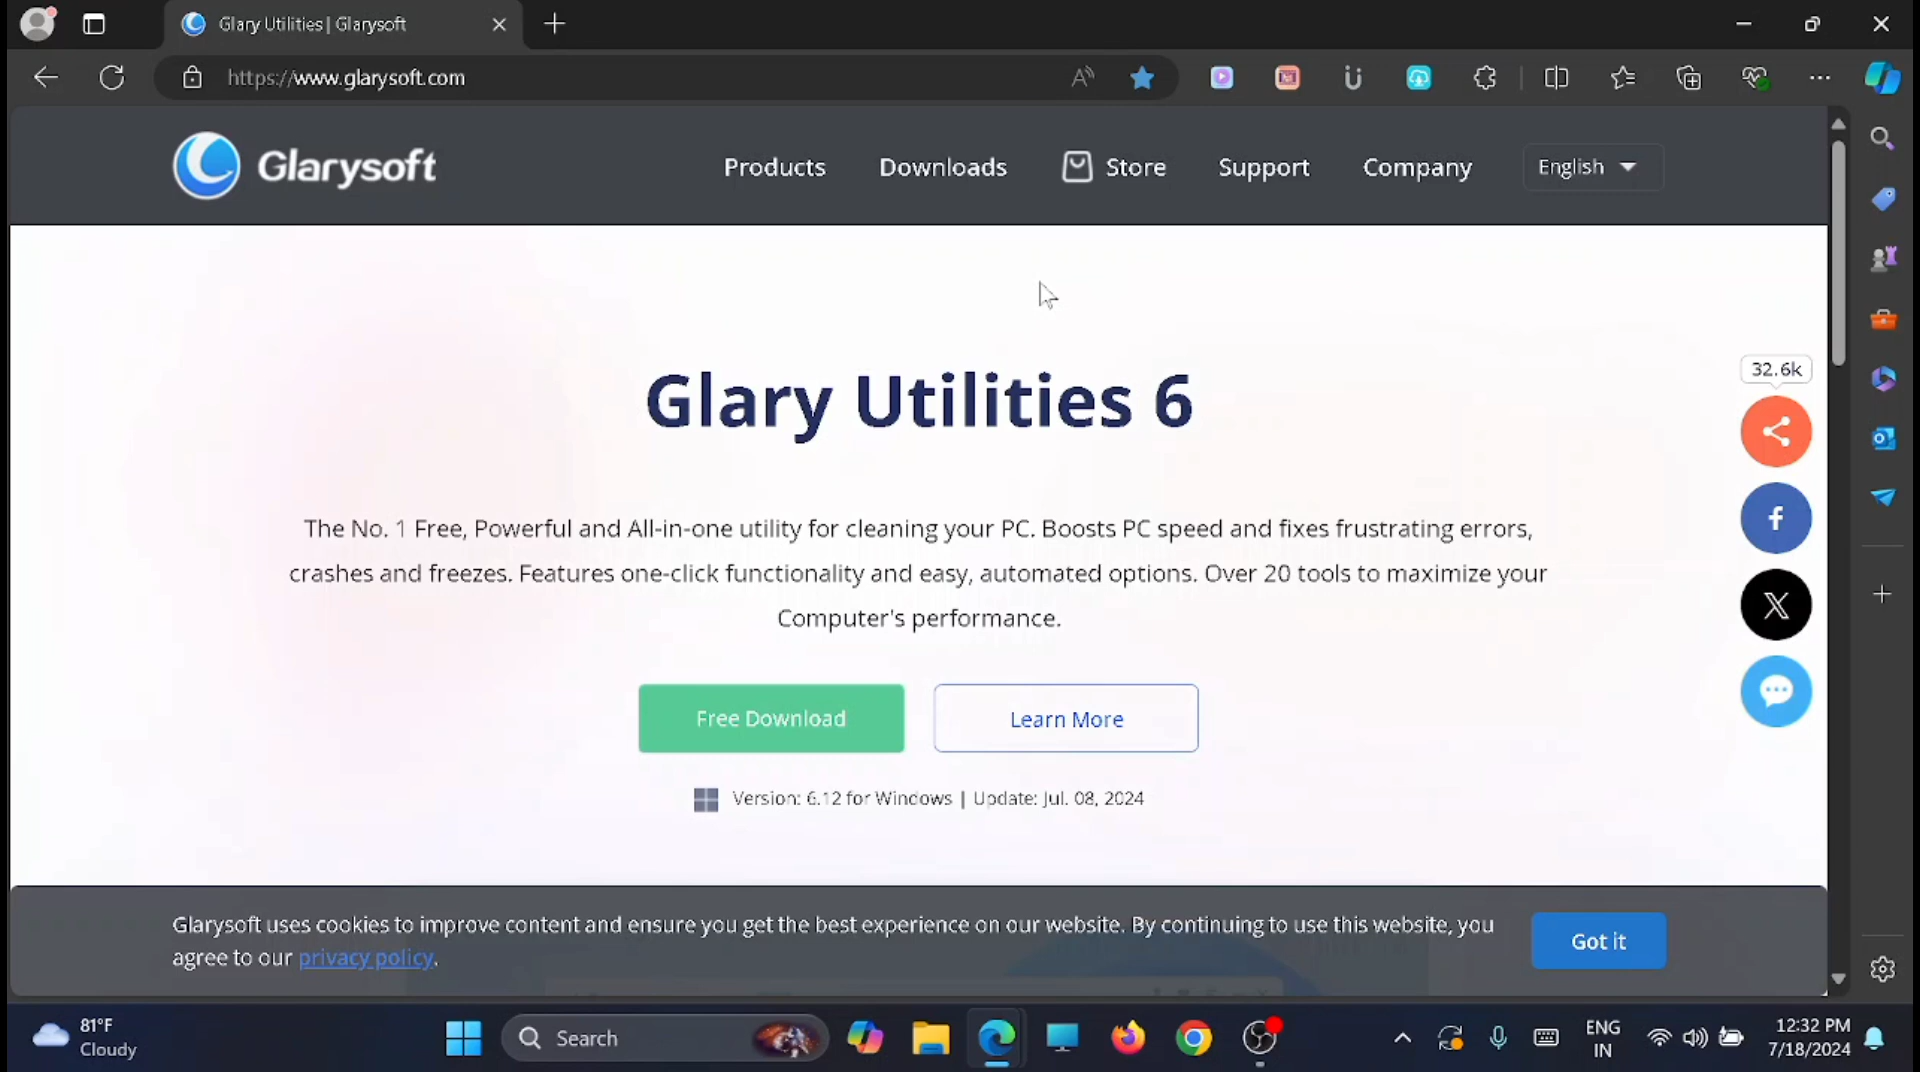 Glary Utilities | Glarysoft
https://www.glarysoft.com
Glarysoft
Products Downloads Store Support Company English
Glary Utilities 6
32.6k
The No. 1 Free, Powerful and All-in-one utility for cleaning your PC. Boosts PC speed and fixes frustrating errors,
crashes and freezes. Features one-click functionality and easy, automated options. Over 20 tools to maximize your
Computer's performance.
Free Download Learn More
Version: 6.12 for Windows | Update: Jul. 08, 2024
Glarysoft uses cookies to improve content and ensure you get the best experience on our website. By continuing to use this website, you
agree to our privacy policy.
Got it
81°F
Cloudy
Search
ENG
IN
12:32 PM
7/18/2024